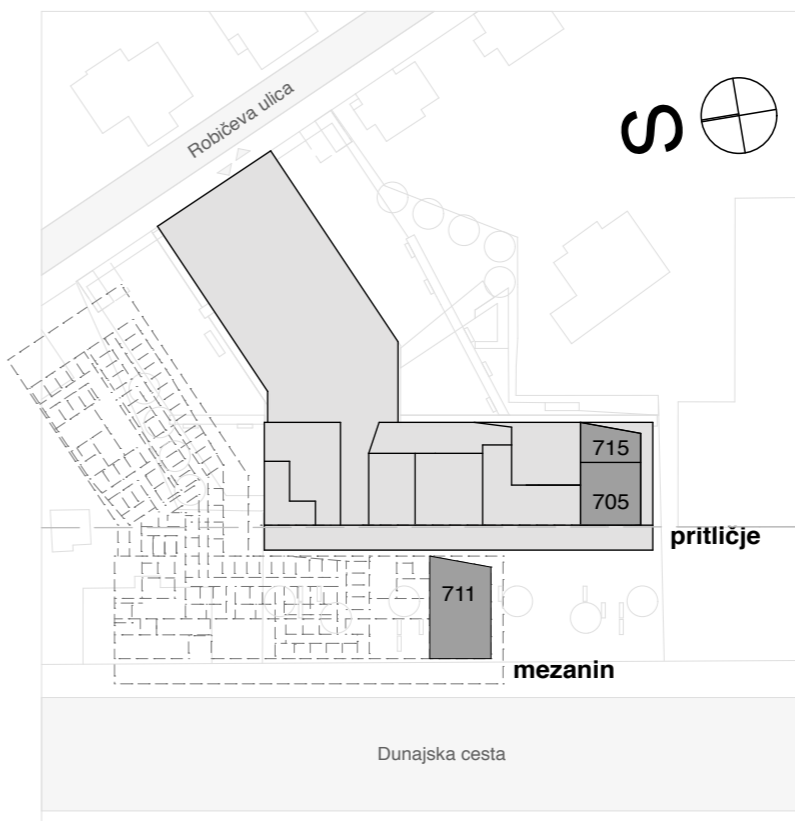 Robičeva ulica
S
715
705
pritličje
711
mezanin
Dunajska cesta